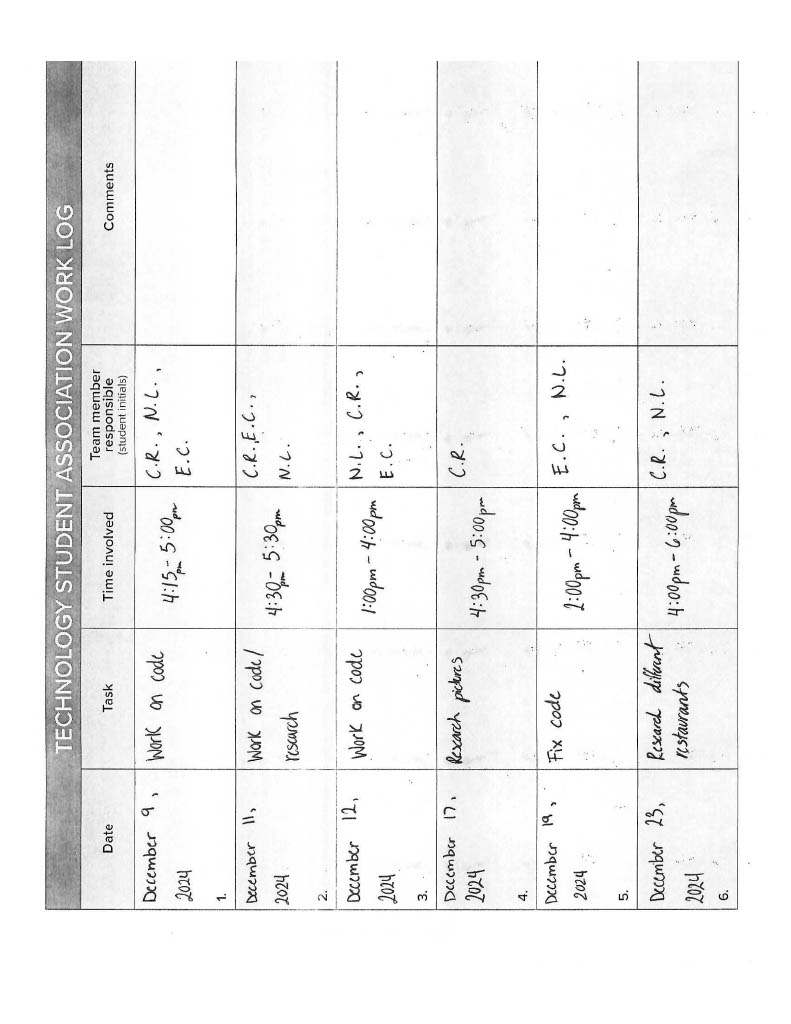 TECHNOLOGY STUDENT ASSOCIATION WORK LOG
Date
Task
Time involved
Team member
responsible
(student initials)
Comments
December 9,
2024
1.
Work on code
4:15pm - 5:00pm
C.R., N.L.,
E.C.
December 11,
2024
2.
Work on code/
research
4:30pm - 5:30pm
C.R., E.C.,
N.L.
December 12,
2024
3.
Work on code
1:00pm - 4:00pm
N.L., C.R.,
E.C.
December 17,
2024
4.
Research pictures
4:30pm - 5:00pm
C.R.
December 19,
2024
5.
Fix code
2:00pm - 4:00pm
E.C., N.L.
December 23,
2024
6.
Research different
restaurants
4:00pm - 6:00pm
C.R., N.L.